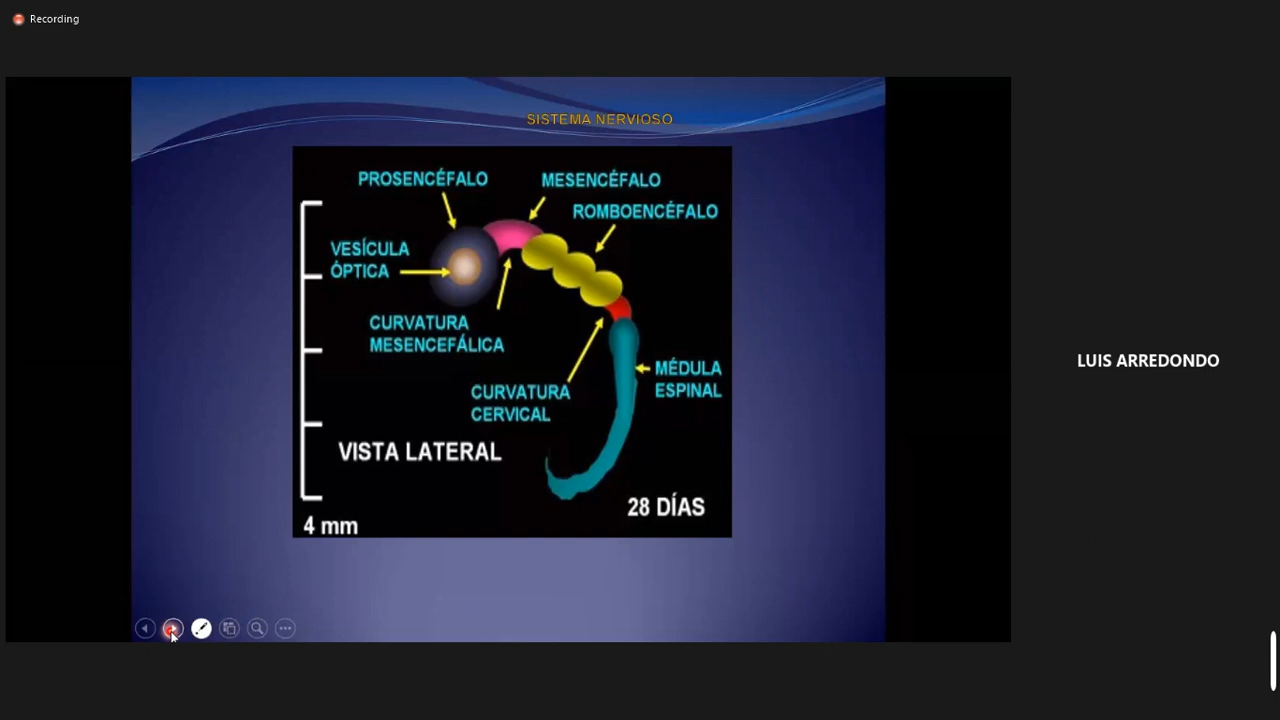 Recording
SISTEMA NERVIOSO
PROSENCÉFALO
MESENCÉFALO
ROMBOENCÉFALO
VESÍCULA
ÓPTICA
CURVATURA
MESENCEFÁLICA
CURVATURA
CERVICAL
MÉDULA
ESPINAL
VISTA LATERAL
28 DÍAS
4 mm
LUIS ARREDONDO